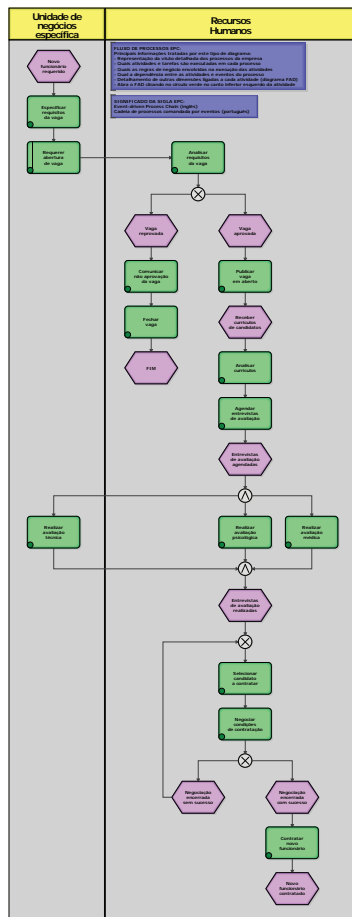 Unidade de
negócios
específica
Recursos
Humanos
FLUXO DE PROCESSOS EPC:
Principais informações tratadas por este tipo de diagrama
- Representação da visão detalhada dos processos da empresa
- Quais atividades e tarefas são executadas em cada processo
- Quais as regras de negócio envolvidas na execução das atividades
- Qual a dependência entre as atividades e eventos do processo
- Detalhamento de outras dimensões ligadas a cada atividade (diagrama FAD)
- Abra o FAD clicando no círculo verde no canto inferior esquerdo da atividade
SIGNIFICADO DA SIGLA EPC:
Event-driven Process Chain (inglês)
Cadeia de processos comandada por eventos (português)
Novo
funcionário
requerido
Especificar
requisitos
da vaga
Requerer
abertura
de vaga
Analisar
requisitos
da vaga
Vaga
reprovada
Vaga
aprovada
Comunicar
não aprovação
de vaga
Publicar
vaga
em aberto
Fechar
vaga
Receber
currículos
de candidatos
FIM
Analisar
currículos
Agendar
entrevistas
de avaliação
Entrevistas
de avaliação
agendadas
Realizar
avaliação
técnica
Realizar
avaliação
psicológica
Realizar
avaliação
médica
Entrevistas
de avaliação
realizadas
Selecionar
candidato
a contratar
Negociar
condições
de contratação
Negociação
encerrada
sem sucesso
Negociação
encerrada
com sucesso
Contratar
novo
funcionário
Novo
funcionário
contratado